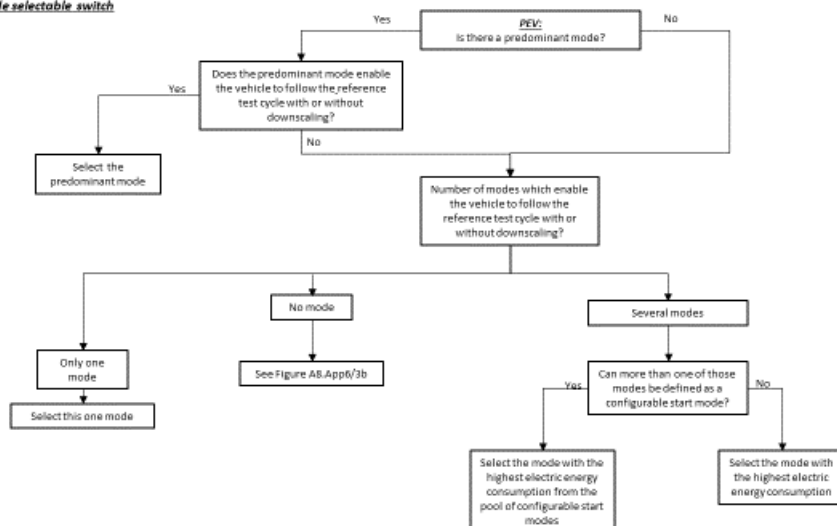 le selectable switch
Yes
PEV:
No
Is there a predominant mode?
Does the predominant mode enable
the vehicle to follow the reference
test cycle with or without
downscaling?
Yes
No
Select the
predominant mode
Number of modes which enable
the vehicle to follow the
reference test cycle with or
without downscaling?
No mode
Several modes
Only one
mode
See Figure A8.App6/3b
Can more than one of those
modes be defined as a
configurable start mode?
Yes
No
Select this one mode
Select the mode with the
highest electric energy
consumption from the
pool of configurable start
modes
Select the mode with
the highest electric
energy consumption